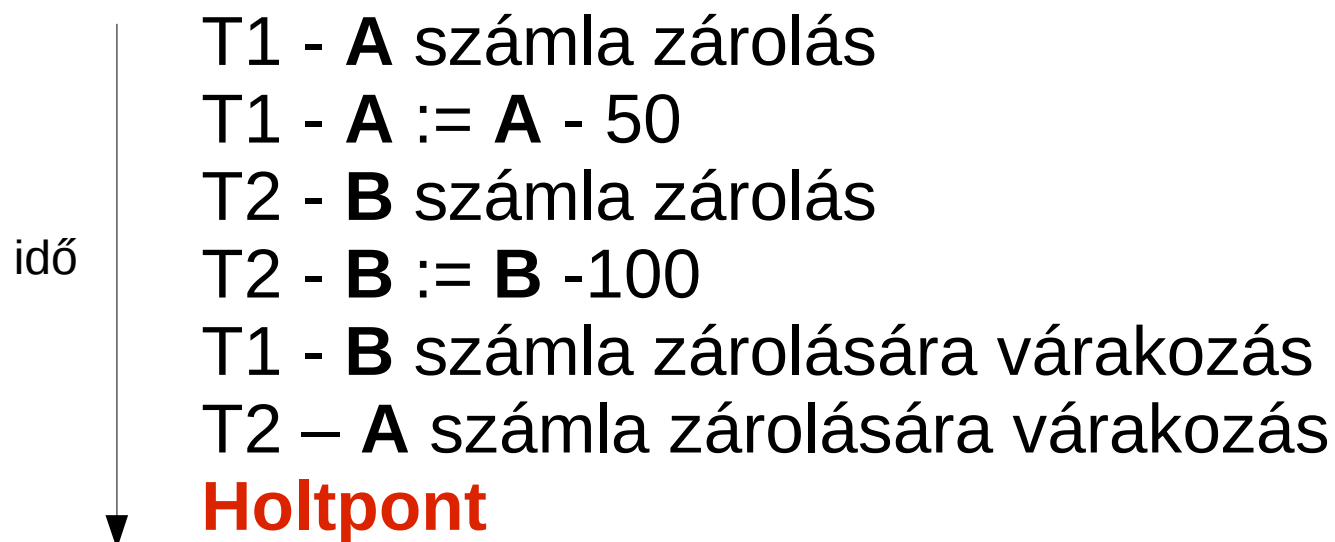 T1 - A számla zárolás
T1 - A := A - 50
T2 - B számla zárolás
idő
T2 - B := B -100
T1 - B számla zárolására várakozás
T2 – A számla zárolására várakozás
Holtpont